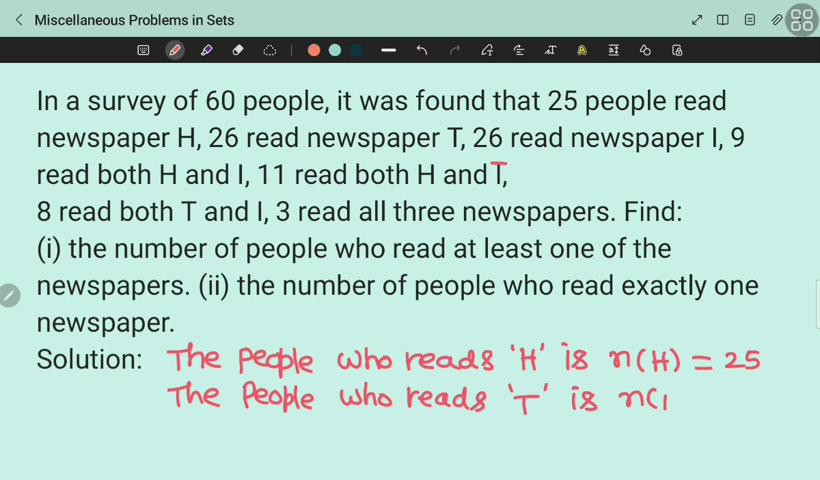 Miscellaneous Problems in Sets
In a survey of 60 people, it was found that 25 people read
newspaper H, 26 read newspaper T, 26 read newspaper I, 9
read both H and I, 11 read both H and T,
8 read both T and I, 3 read all three newspapers. Find:
(i) the number of people who read at least one of the
newspapers. (ii) the number of people who read exactly one
newspaper.
Solution: The People who reads 'H' is n(H) = 25
The People who reads 'T' is n(